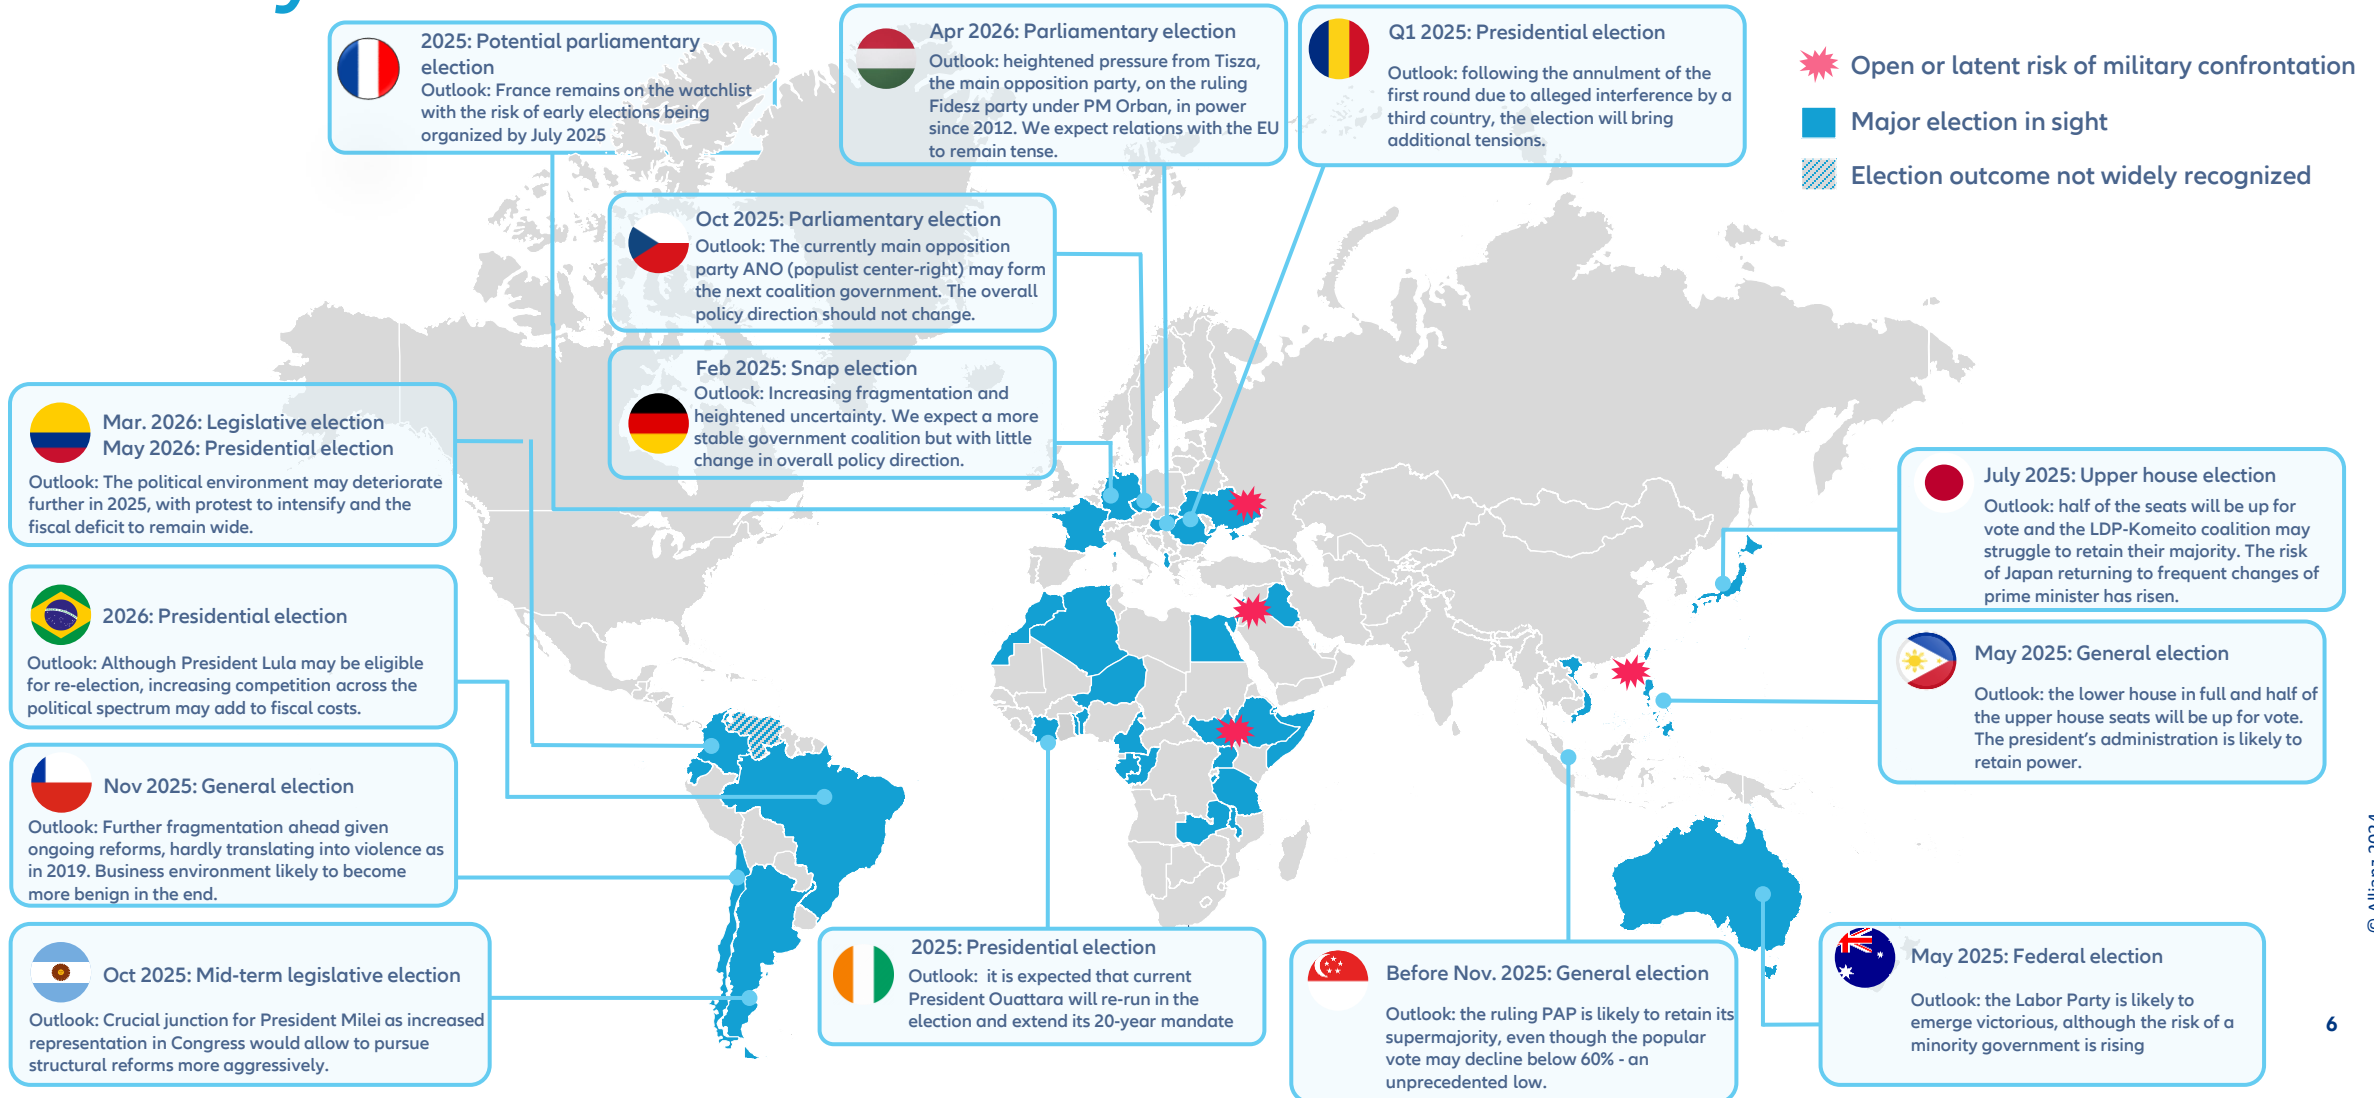 2025: Potential parliamentary
election
Outlook: France remains on the watchlist
with the risk of early elections being
organized by July 2025
Apr 2026: Parliamentary election
Outlook: heightened pressure from Tisza,
the main opposition party, on the ruling
Fidesz party under PM Orban, in power
since 2012. We expect relations with the EU
to remain tense.
Q1 2025: Presidential election
Outlook: following the annulment of the
first round due to alleged interference by a
third country, the election will bring
additional tensions.
Open or latent risk of military confrontation
Major election in sight
Election outcome not widely recognized
Oct 2025: Parliamentary election
Outlook: The currently main opposition
party ANO (populist center-right) may form
the next coalition government. The overall
policy direction should not change.
Feb 2025: Snap election
Outlook: Increasing fragmentation and
heightened uncertainty. We expect a more
stable government coalition but with little
change in overall policy direction.
Mar. 2026: Legislative election
May 2026: Presidential election
Outlook: The political environment may deteriorate
further in 2025, with protest to intensify and the
fiscal deficit to remain wide.
2026: Presidential election
Outlook: Although President Lula may be eligible
for re-election, increasing competition across the
political spectrum may add to fiscal costs.
Nov 2025: General election
Outlook: Further fragmentation ahead given
ongoing reforms, hardly translating into violence as
in 2019. Business environment likely to become
more benign in the end.
Oct 2025: Mid-term legislative election
Outlook: Crucial junction for President Milei as increased
representation in Congress would allow to pursue
structural reforms more aggressively.
2025: Presidential election
Outlook: it is expected that current
President Ouattara will re-run in the
election and extend its 20-year mandate
Before Nov. 2025: General election
Outlook: the ruling PAP is likely to retain its
supermajority, even though the popular
vote may decline below 60% - an
unprecedented low.
July 2025: Upper house election
Outlook: half of the seats will be up for
vote and the LDP-Komeito coalition may
struggle to retain their majority. The risk
of Japan returning to frequent changes of
prime minister has risen.
May 2025: General election
Outlook: the lower house in full and half of
the upper house seats will be up for vote.
The president's administration is likely to
retain power.
May 2025: Federal election
Outlook: the Labor Party is likely to
emerge victorious, although the risk of a
minority government is rising
© Allianz 2024
6